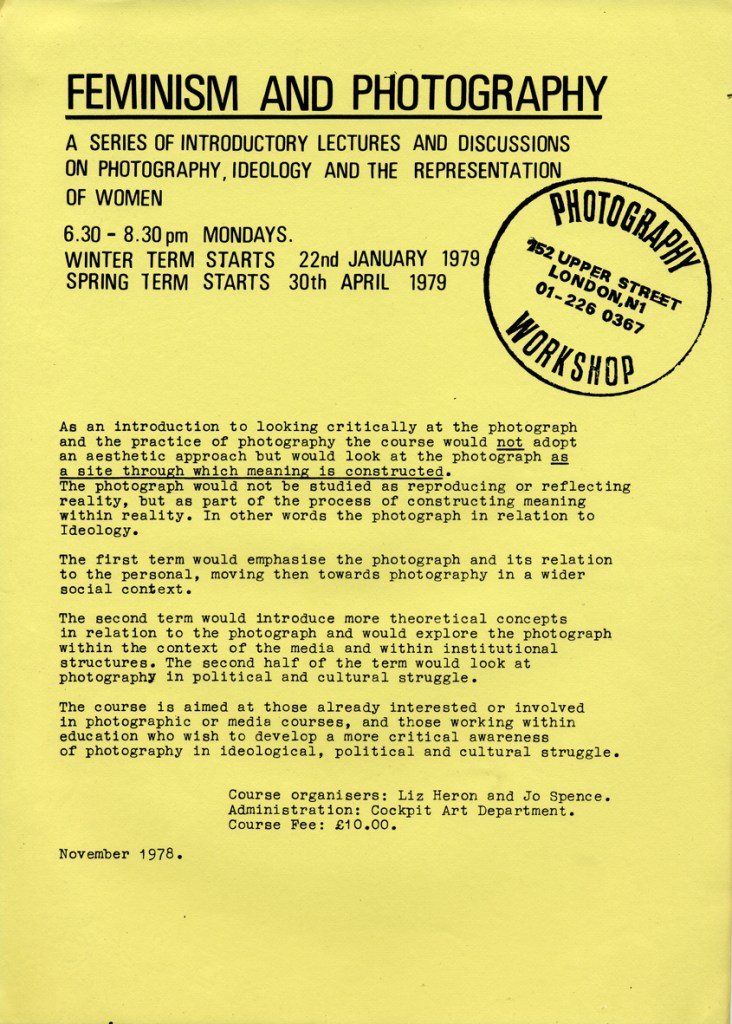 FEMINISM AND PHOTOGRAPHY
A SERIES OF INTRODUCTORY LECTURES AND DISCUSSIONS
ON PHOTOGRAPHY, IDEOLOGY AND THE REPRESENTATION
OF WOMEN
6.30 - 8.30pm MONDAYS.
WINTER TERM STARTS 22nd JANUARY 1979
SPRING TERM STARTS 30th APRIL 1979
PHOTOGRAPHY
152 UPPER STREET
LONDON, N1
01-226 0367
WORKSHOP
As an introduction to looking critically at the photograph
and the practice of photography the course would not adopt
an aesthetic approach but would look at the photograph as
a site through which meaning is constructed.
The photograph would not be studied as reproducing or reflecting
reality, but as part of the process of constructing meaning
within reality. In other words the photograph in relation to
Ideology.
The first term would emphasise the photograph and its relation
to the personal, moving then towards photography in a wider
social context.
The second term would introduce more theoretical concepts
in relation to the photograph and would explore the photograph
within the context of the media and within institutional
structures. The second half of the term would look at
photography in political and cultural struggle.
The course is aimed at those already interested or involved
in photographic or media courses, and those working within
education who wish to develop a more critical awareness
of photography in ideological, political and cultural struggle.
Course organisers: Liz Heron and Jo Spence.
Administration: Cockpit Art Department.
Course Fee: £10.00.
November 1978.